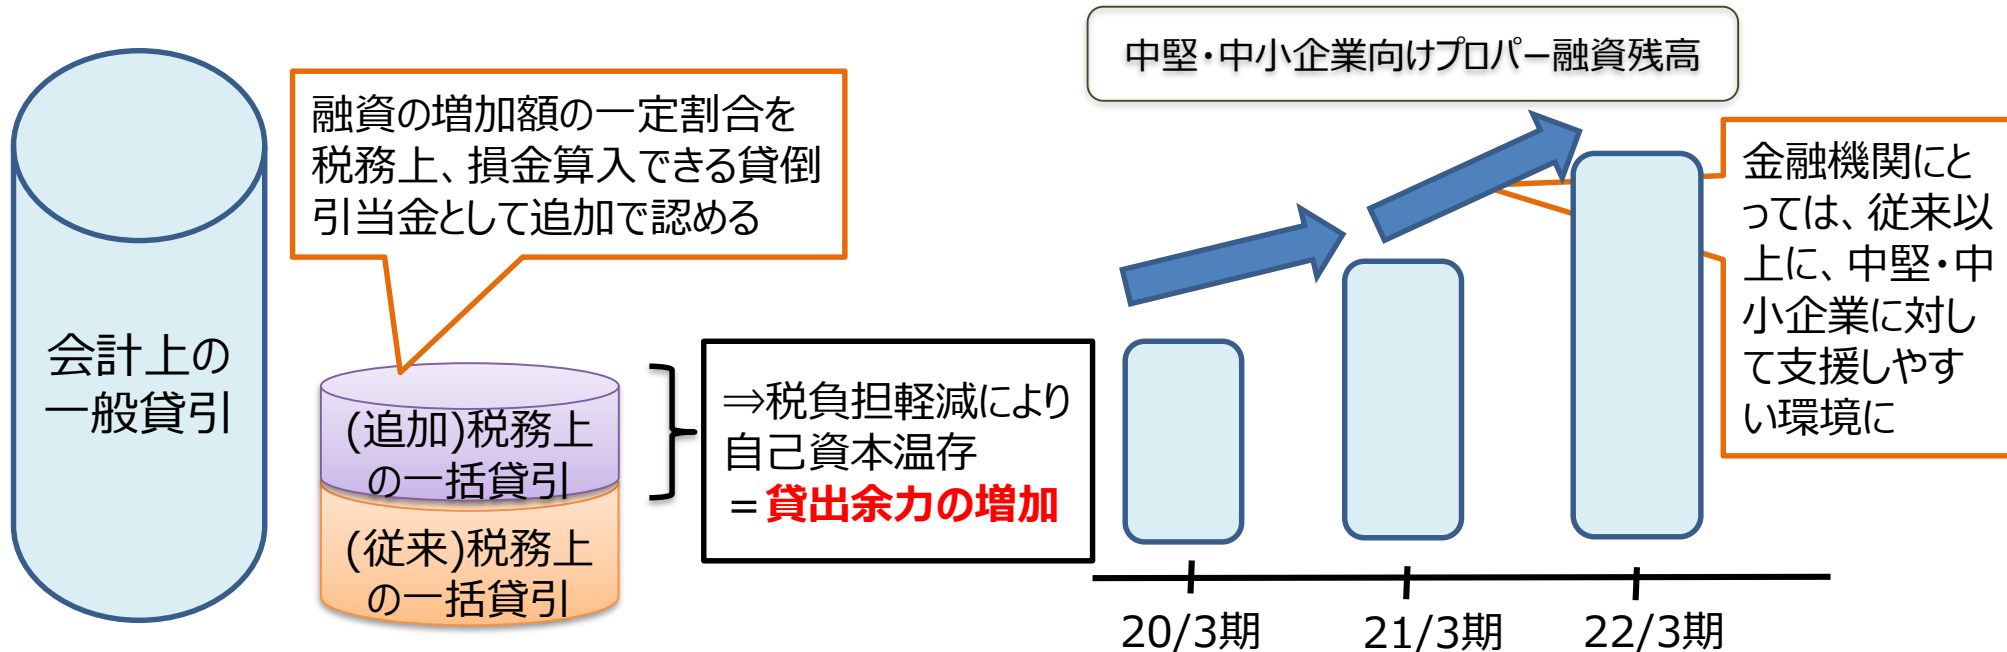 会計上の
一般貸引
融資の増加額の一定割合を
税務上、損金算入できる貸倒
引当金として追加で認める
(追加)税務上
の一括貸引
(従来)税務上
の一括貸引
⇒税負担軽減により
自己資本温存
＝貸出余力の増加
中堅・中小企業向けプロパー融資残高
金融機関にと
っては、従来以
上に、中堅・中
小企業に対し
て支援しやす
い環境に
20/3期
21/3期
22/3期